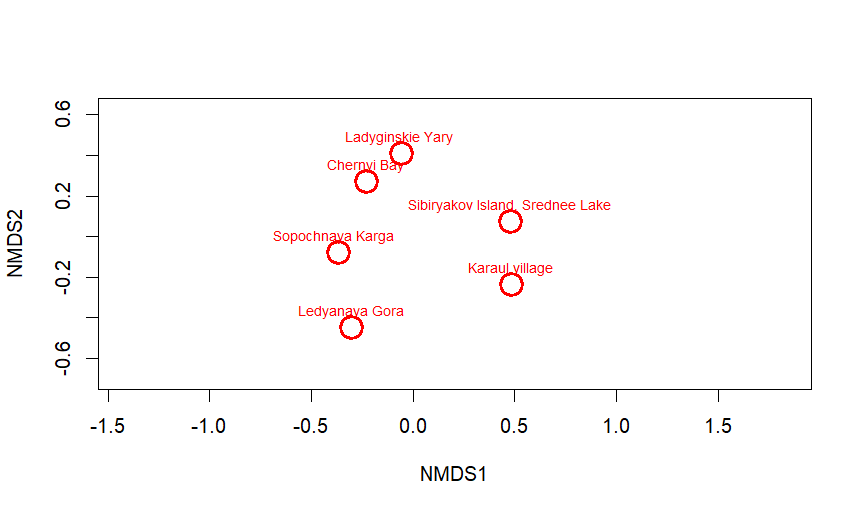 0.6
Ladyginskie Yary
Chernyi Bay
0.2
Sibiryakov Island, Srednee Lake
NMDS2
Sopochnaya Karga
-0.2
Karaul village
Ledyanaya Gora
-0.6
-1.5 -1.0 -0.5 0.0 0.5 1.0 1.5
NMDS1